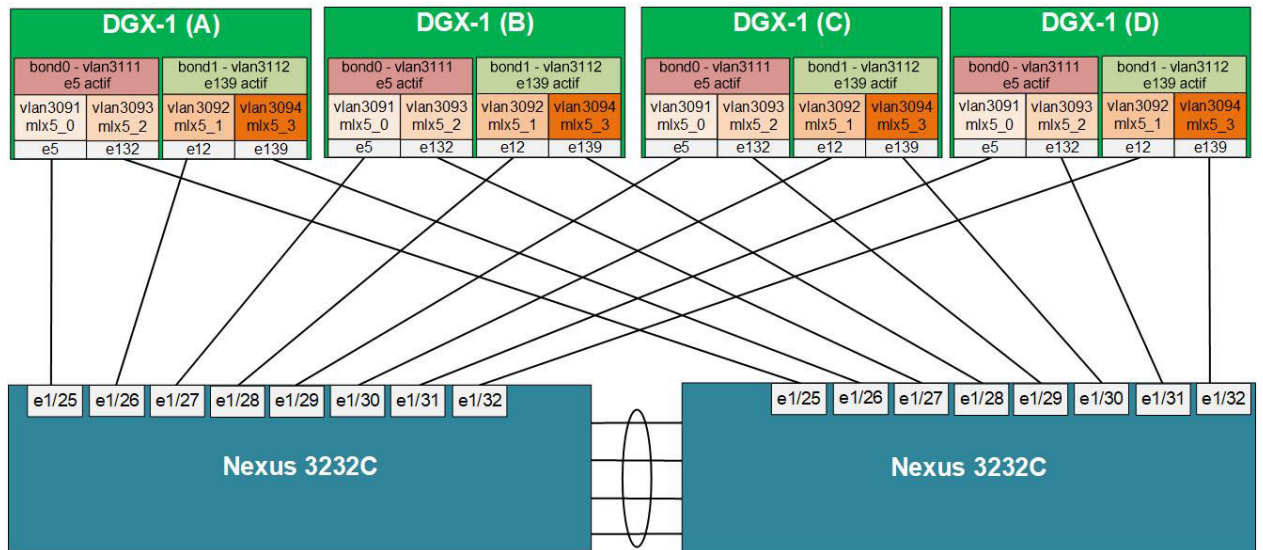 DGX-1 (A)
bond0 - vlan3111
e5 actif
bond1 - vlan3112
e139 actif
vlan3091
mlx5_0
vlan3093
mlx5_2
vlan3092
mlx5_1
vlan3094
mlx5_3
e5
e132
e12
e139
DGX-1 (B)
bond0 - vlan3111
e5 actif
bond1 - vlan3112
e139 actif
vlan3091
mlx5_0
vlan3093
mlx5_2
vlan3092
mlx5_1
vlan3094
mlx5_3
e5
e132
e12
e139
DGX-1 (C)
bond0 - vlan3111
e5 actif
bond1 - vlan3112
e139 actif
vlan3091
mlx5_0
vlan3093
mlx5_2
vlan3092
mlx5_1
vlan3094
mlx5_3
e5
e132
e12
e139
DGX-1 (D)
bond0 - vlan3111
e5 actif
bond1 - vlan3112
e139 actif
vlan3091
mlx5_0
vlan3093
mlx5_2
vlan3092
mlx5_1
vlan3094
mlx5_3
e5
e132
e12
e139
e1/25
e1/26
e1/27
e1/28
e1/29
e1/30
e1/31
e1/32
Nexus 3232C
e1/25
e1/26
e1/27
e1/28
e1/29
e1/30
e1/31
e1/32
Nexus 3232C